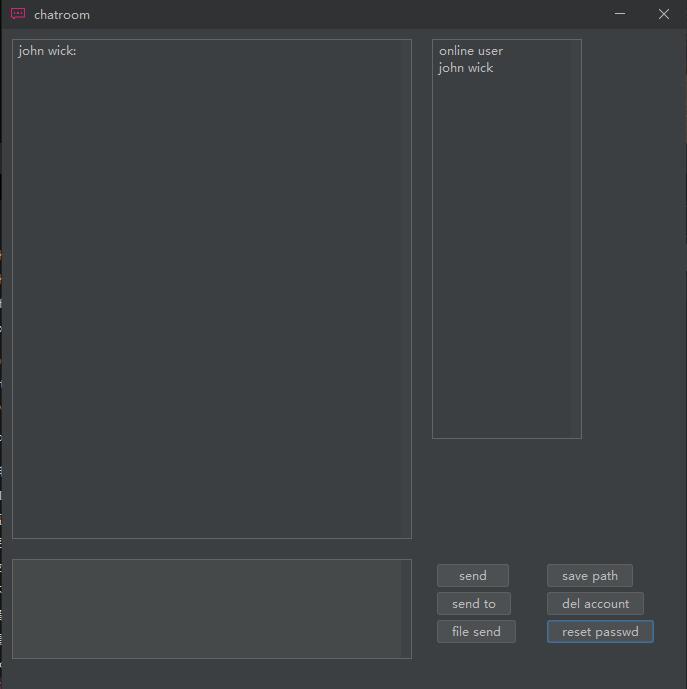 chatroom
john wick:
online user
john wick
send
save path
send to
del account
file send
reset passwd